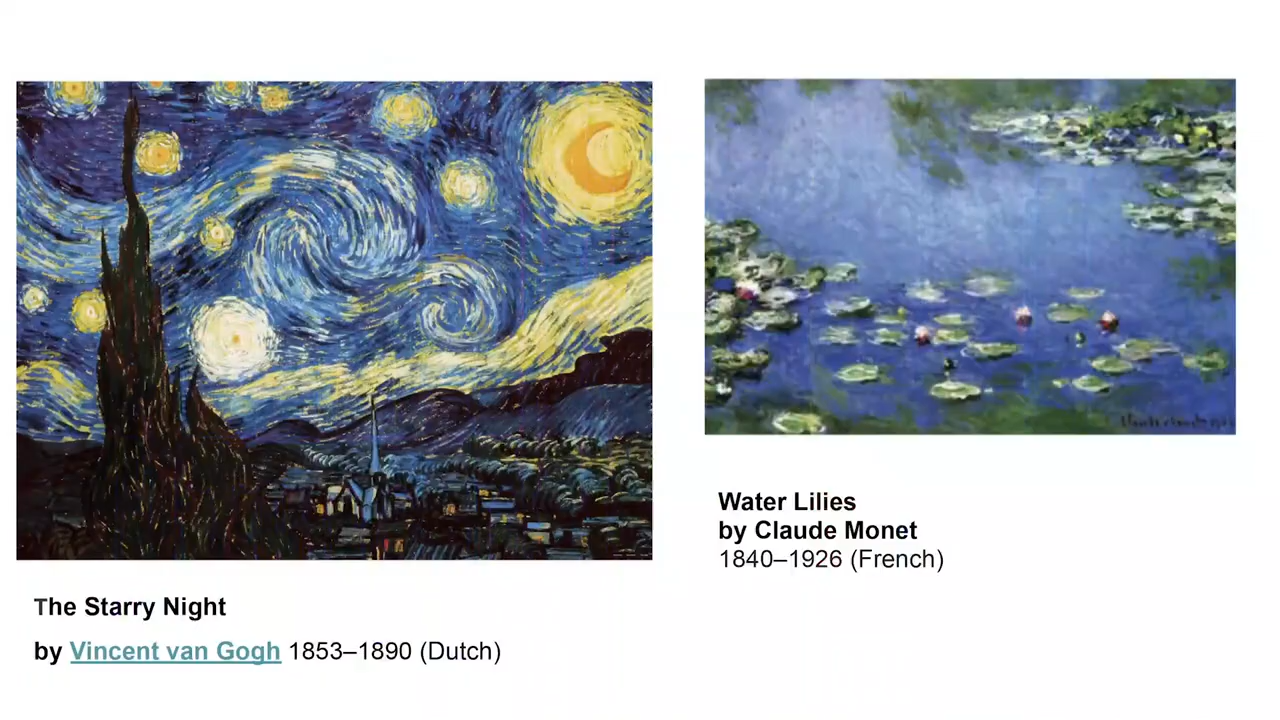 The Starry Night
by Vincent van Gogh 1853–1890 (Dutch)
Water Lilies
by Claude Monet
1840–1926 (French)